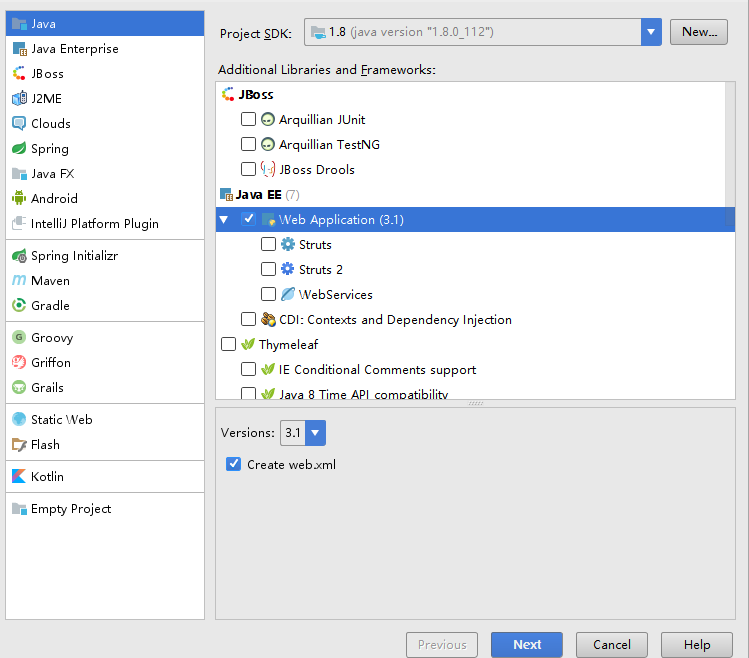 Java
Java Enterprise
JBoss
J2ME
Clouds
Spring
Java FX
Android
IntelliJ Platform Plugin
Spring Initializr
Maven
Gradle
Groovy
Griffon
Grails
Static Web
Flash
Kotlin
Empty Project
Project SDK: 1.8 (java version "1.8.0_112") New...
Additional Libraries and Frameworks:
JBoss
Arquillian JUnit
Arquillian TestNG
JBoss Drools
Java EE (7)
Web Application (3.1)
Struts
Struts 2
WebServices
CDI: Contexts and Dependency Injection
Thymeleaf
IE Conditional Comments support
Java 8 Time API compatibility
Versions: 3.1
Create web.xml
Previous Next Cancel Help